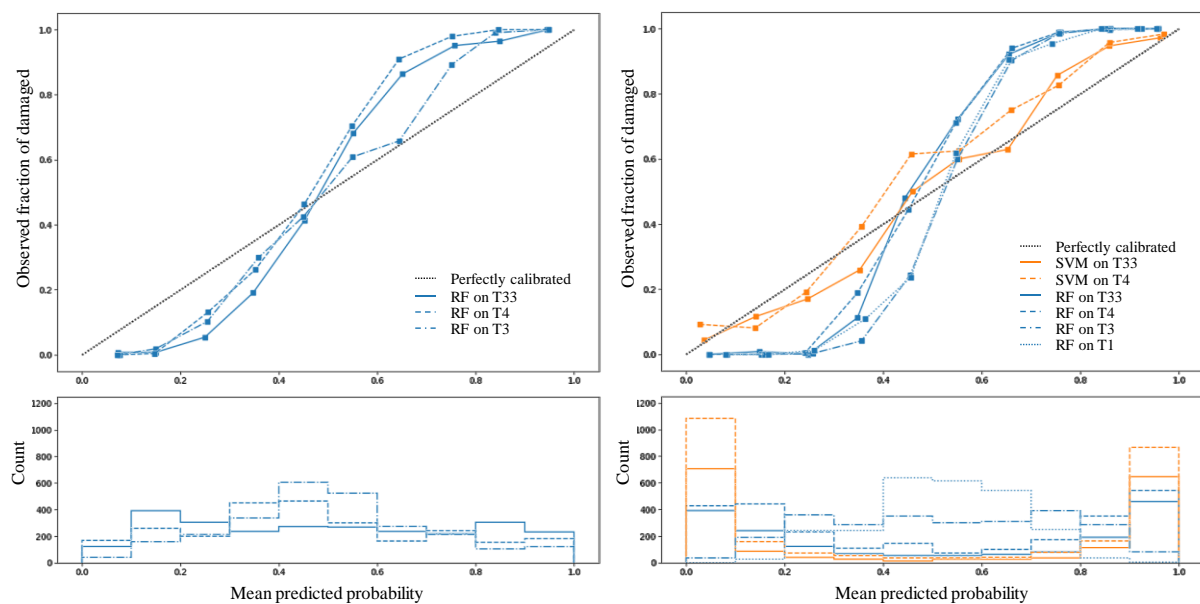 1.0
0.8
0.6
0.4
0.2
0.0
Observed fraction of damaged
Perfectly calibrated
RF on T33
RF on T4
RF on T3
0.0 0.2 0.4 0.6 0.8 1.0
1200
1000
800
600
400
200
0
Count
0.0 0.2 0.4 0.6 0.8 1.0
Mean predicted probability
1.0
0.8
0.6
0.4
0.2
0.0
Observed fraction of damaged
Perfectly calibrated
SVM on T33
SVM on T4
RF on T33
RF on T4
RF on T3
RF on T1
0.0 0.2 0.4 0.6 0.8 1.0
1200
1000
800
600
400
200
0
Count
0.0 0.2 0.4 0.6 0.8 1.0
Mean predicted probability